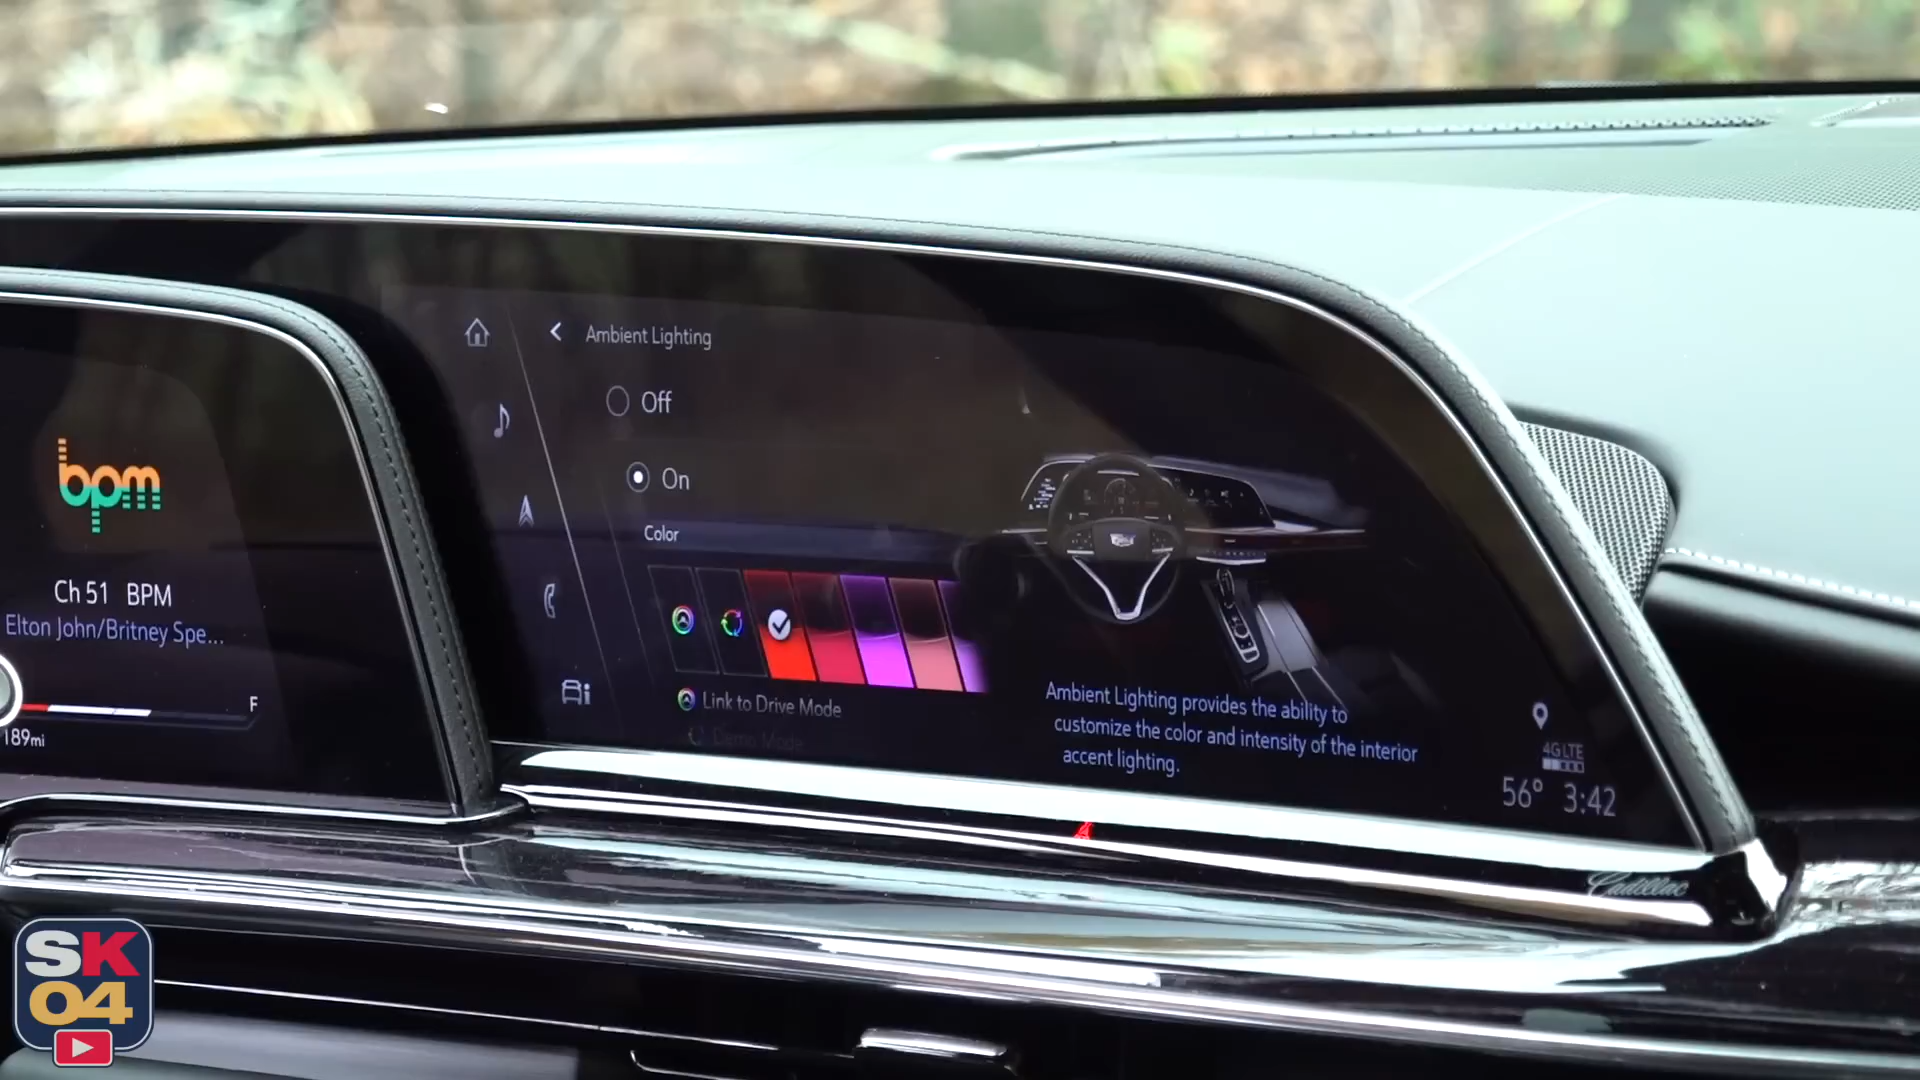 bpm
Ch 51 BPM
Elton John/Britney Spe...
F
189mi
Ambient Lighting
Off
On
Color
Link to Drive Mode
Demo Mode
Ambient Lighting provides the ability to
customize the color and intensity of the interior
accent lighting.
4G LTE
56° 3:42
Cadillac
SK
04